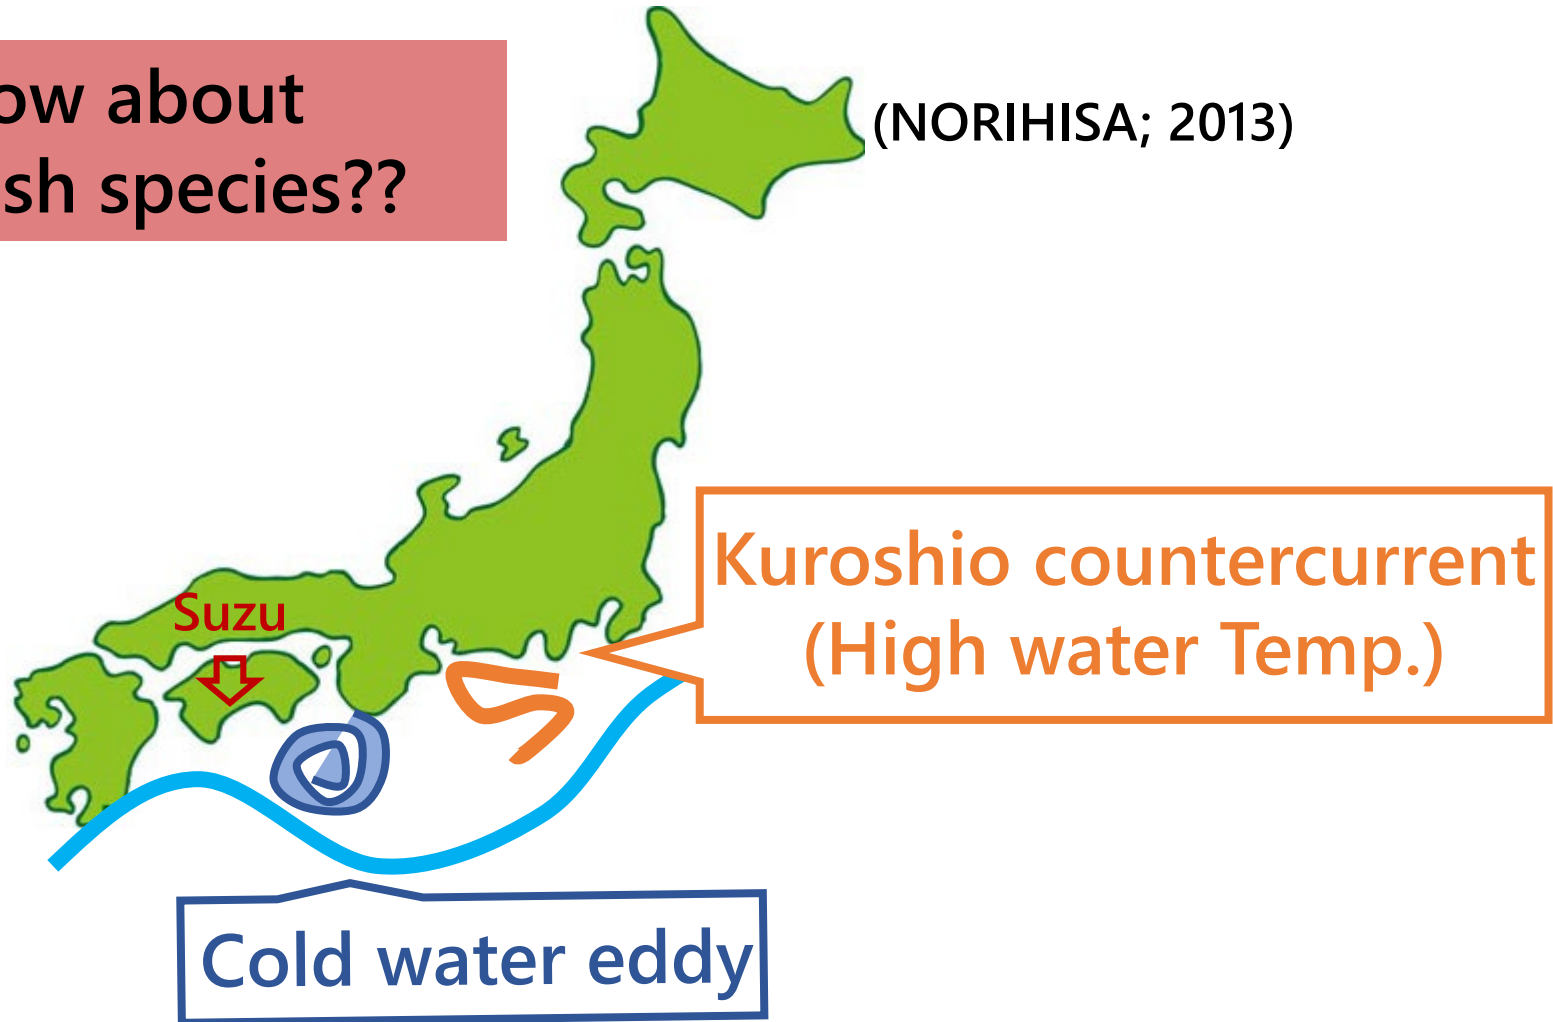 ow about
sh species??
(NORIHISA; 2013)
Kuroshio countercurrent
(High water Temp.)
Suzu
Cold water eddy